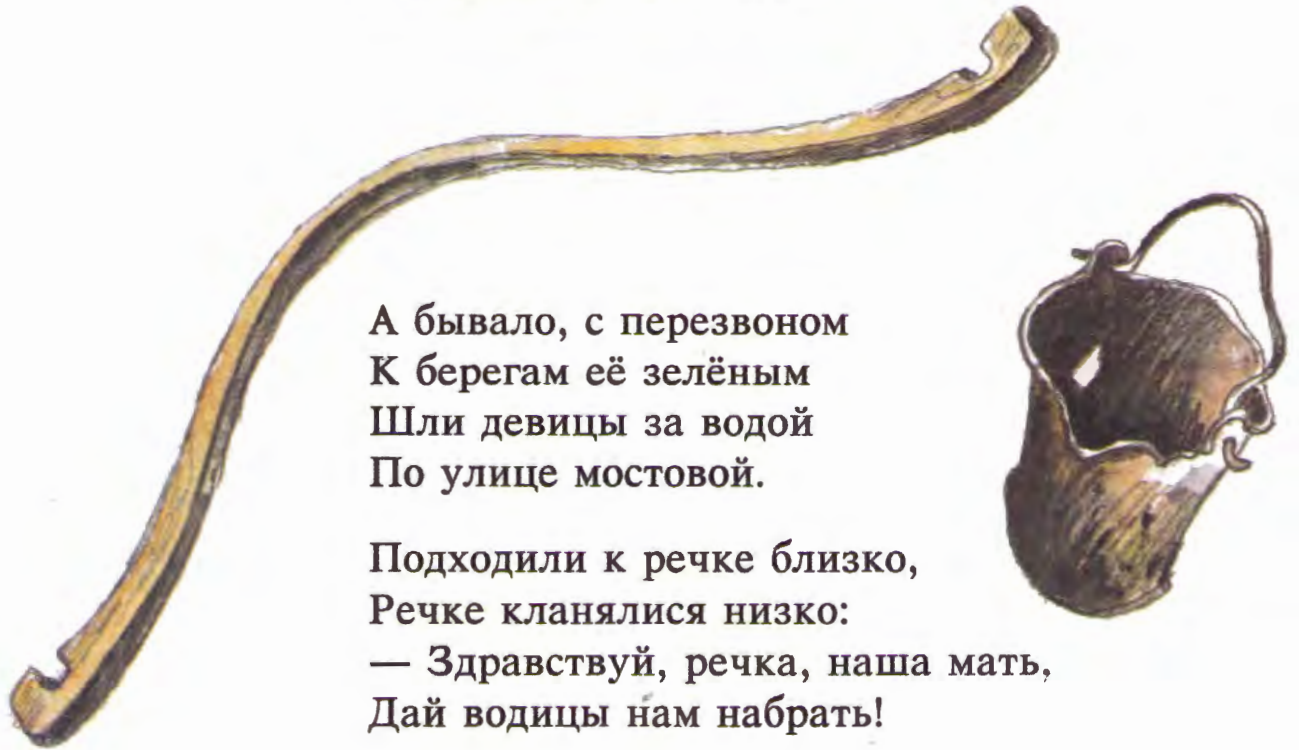 А бывало, с перезвоном
К берегам её зелёным
Шли девицы за водой
По улице мостовой.
Подходили к речке близко,
Речке кланялися низко:
— Здравствуй, речка, наша мать,
Дай водицы нам набрать!